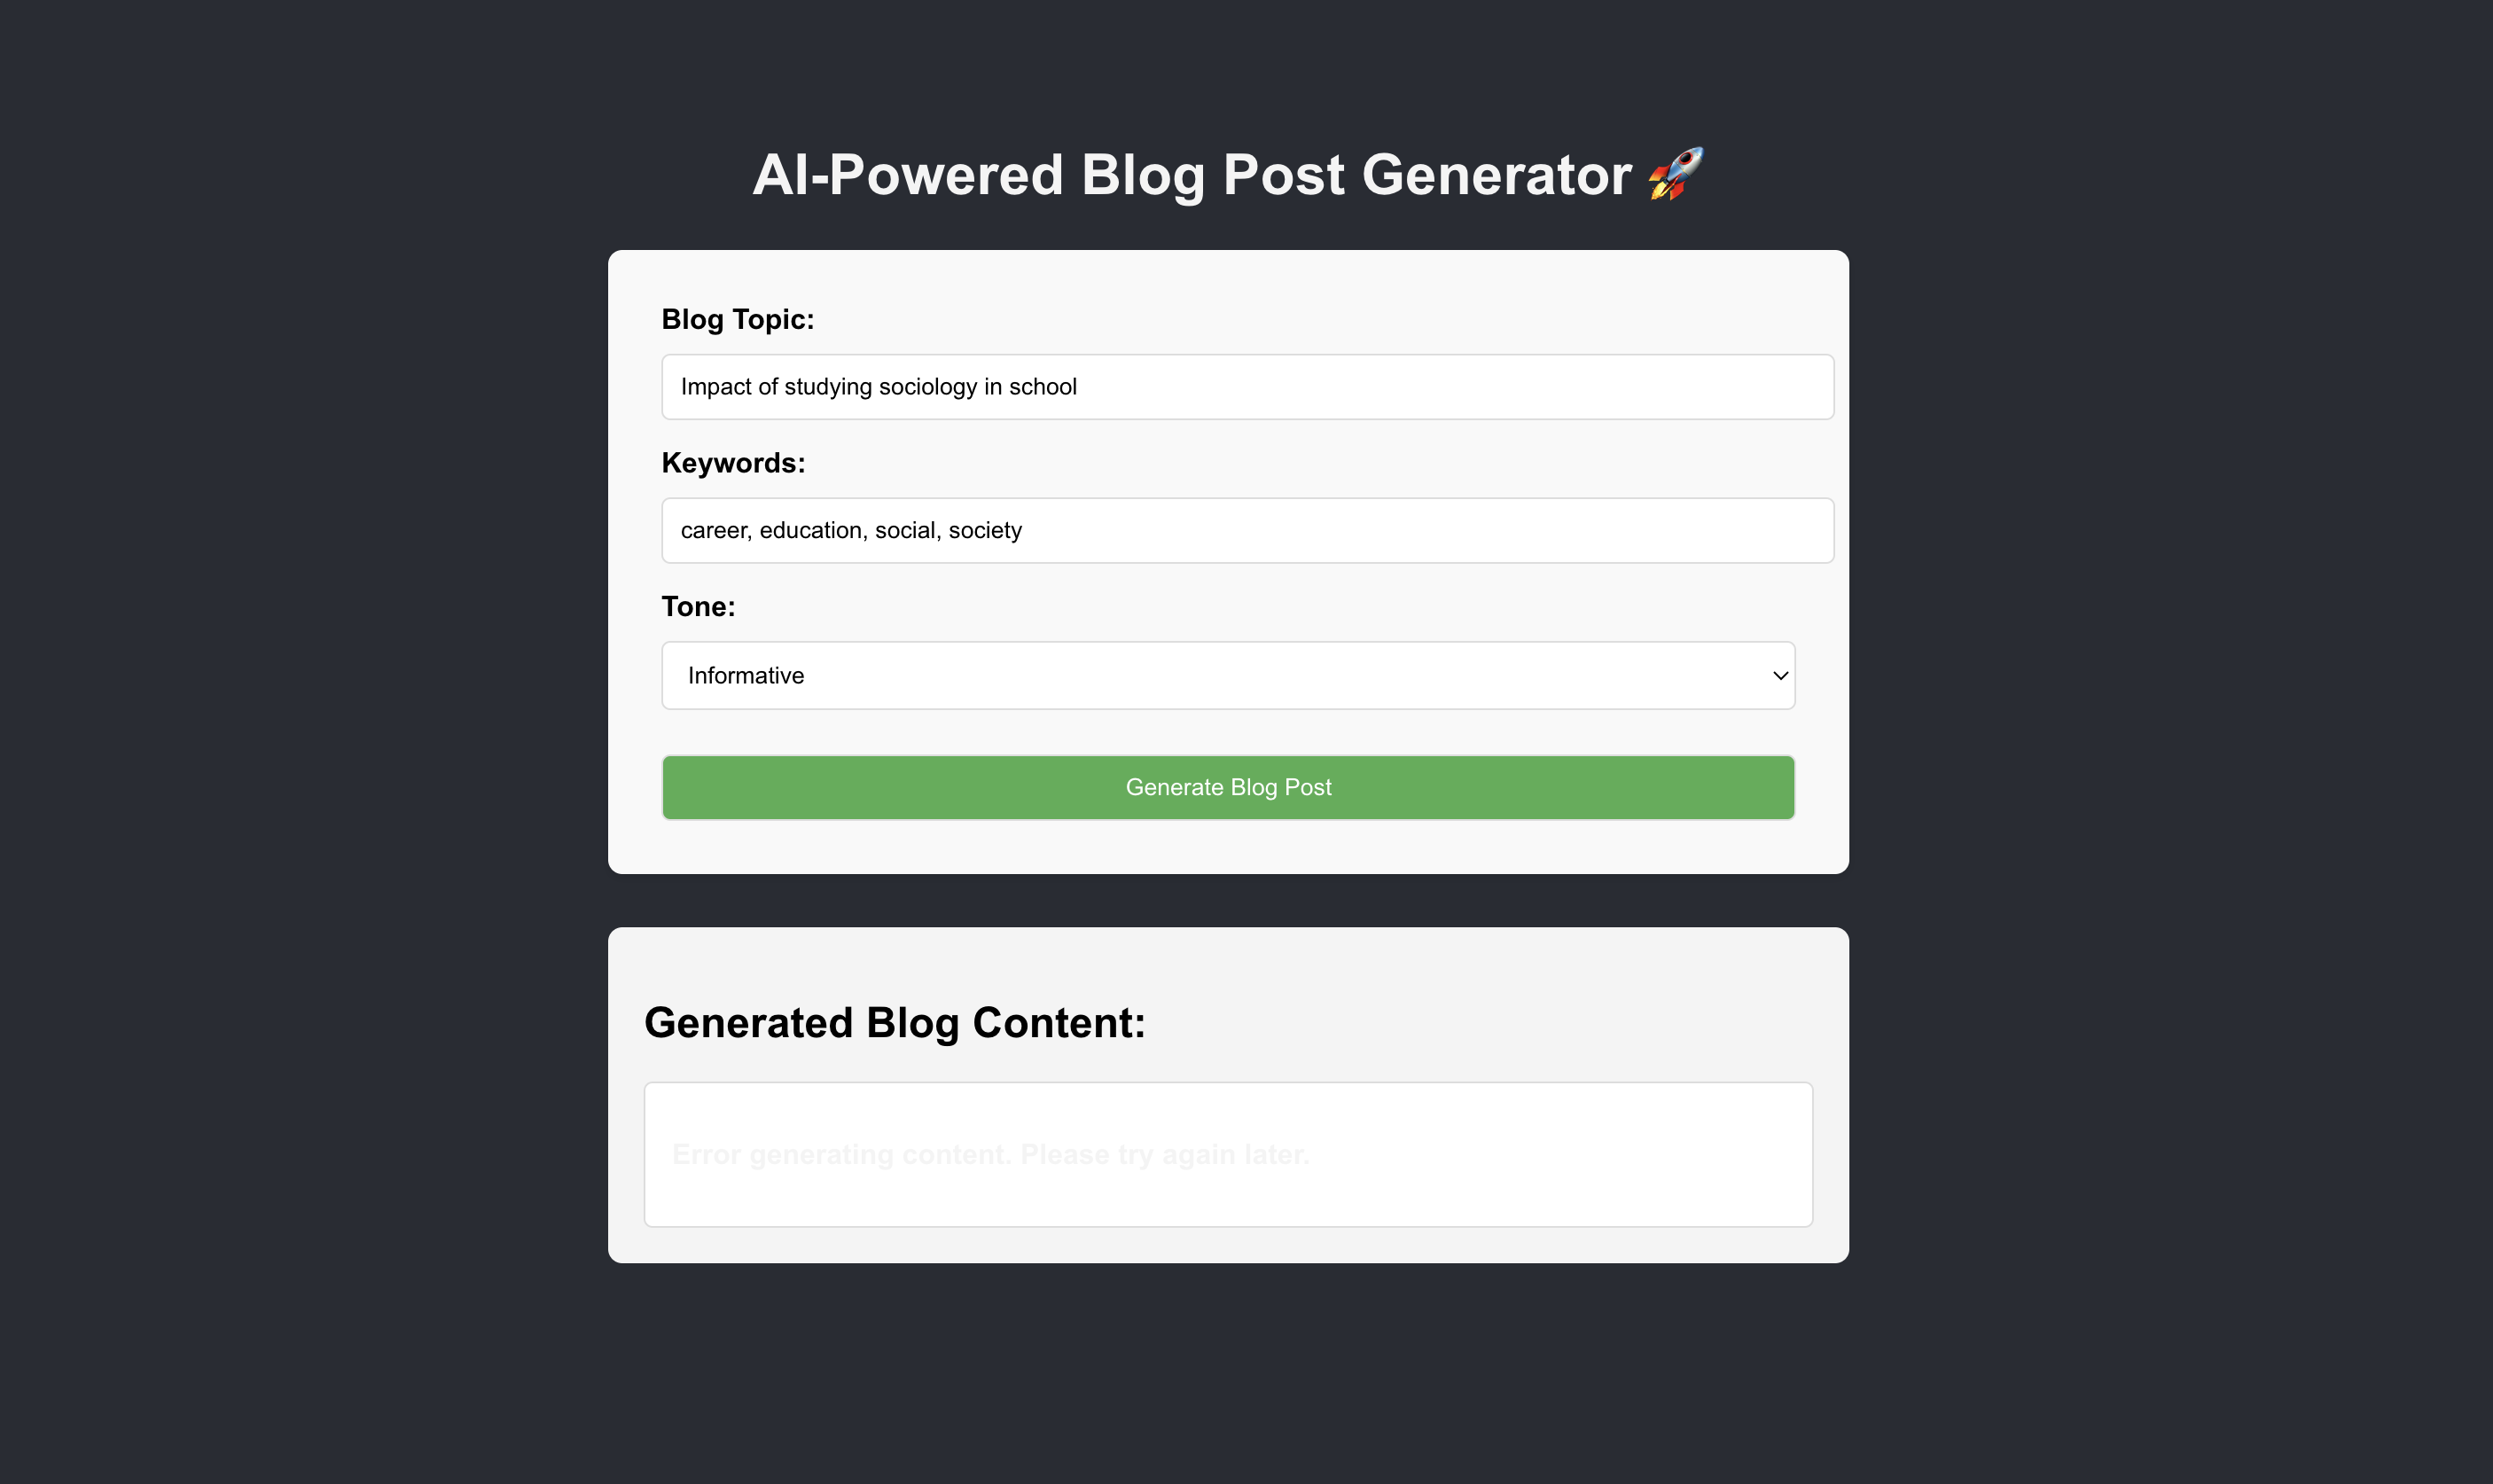 AI-Powered Blog Post Generator 🚀
Blog Topic:
Impact of studying sociology in school
Keywords:
career, education, social, society
Tone:
Informative
Generate Blog Post
Generated Blog Content:
Error generating content. Please try again later.